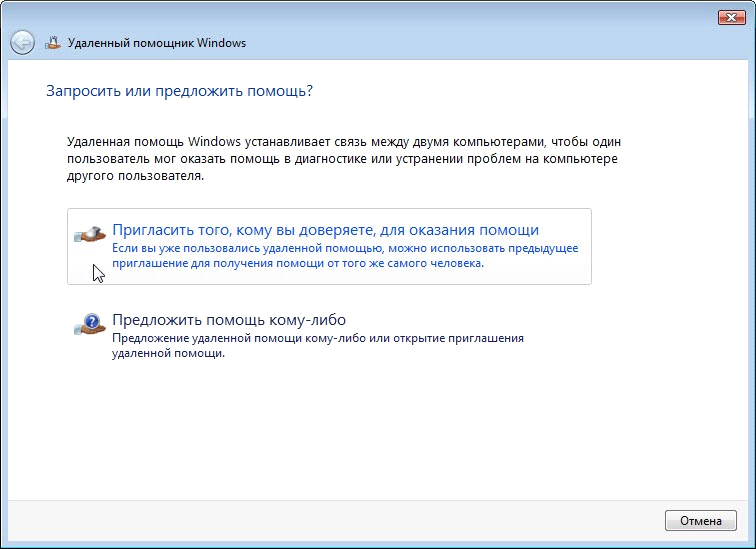 Удаленный помощник Windows
Запросить или предложить помощь?
Удаленная помощь Windows устанавливает связь между двумя компьютерами, чтобы один
пользователь мог оказать помощь в диагностике или устранении проблем на компьютере
другого пользователя.
Пригласить того, кому вы доверяете, для оказания помощи
Если вы уже пользовались удаленной помощью, можно использовать предыдущее
приглашение для получения помощи от того же самого человека.
Предложить помощь кому-либо
Предложение удаленной помощи кому-либо или открытие приглашения
удаленной помощи.
Отмена